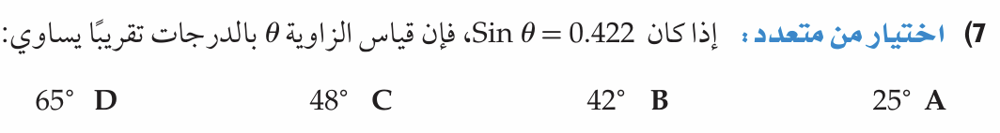 7) اختيار من متعدد: إذا كان Sin θ = 0.422، فإن قياس الزاوية θ بالدرجات تقريبًا يساوي:
25° A 42° B 48° C 65° D